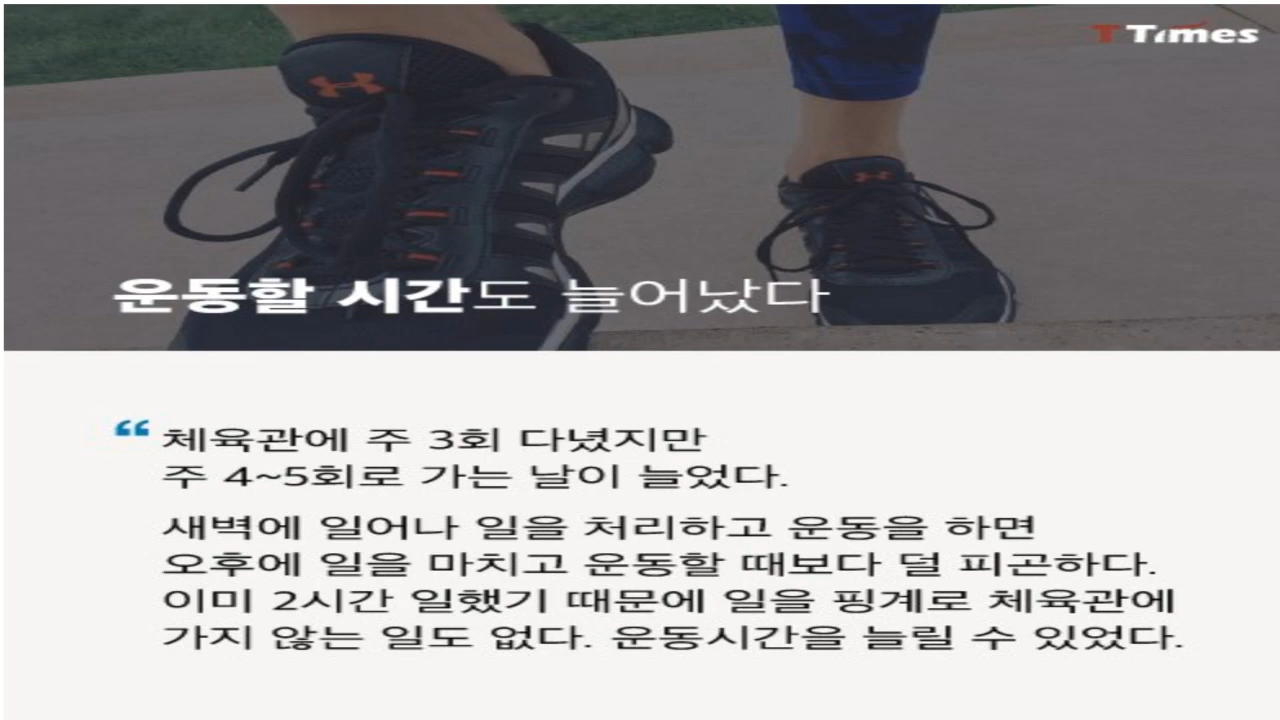 T Times
운동할 시간도 늘어났다
“ 체육관에 주 3회 다녔지만
주 4~5회로 가는 날이 늘었다.
새벽에 일어나 일을 처리하고 운동을 하면
오후에 일을 마치고 운동할 때보다 덜 피곤하다.
이미 2시간 일했기 때문에 일을 핑계로 체육관에
가지 않는 일도 없다. 운동시간을 늘릴 수 있었다.